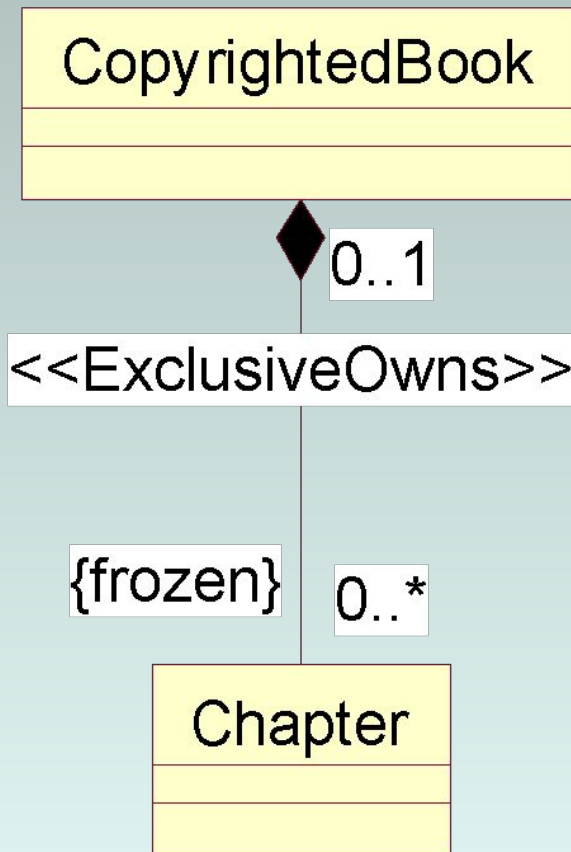 CopyrightedBook
0..1
<<ExclusiveOwns>>
{frozen}
0..*
Chapter